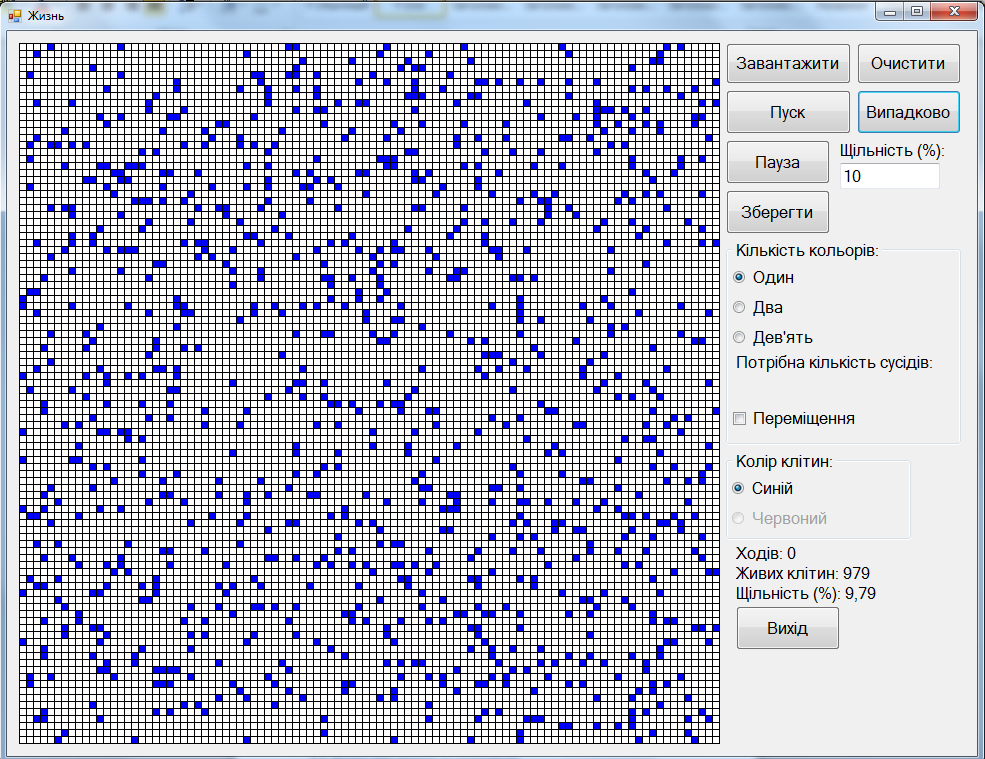 Жизнь
Завантажити
Очистити
Пуск
Випадково
Пауза
Щільність (%):
10
Зберегти
Кількість кольорів:
Один
Два
Дев'ять
Потрібна кількість сусідів:
Переміщення
Колір клітин:
Синій
Червоний
Ходів: 0
Живих клітин: 979
Щільність (%): 9,79
Вихід